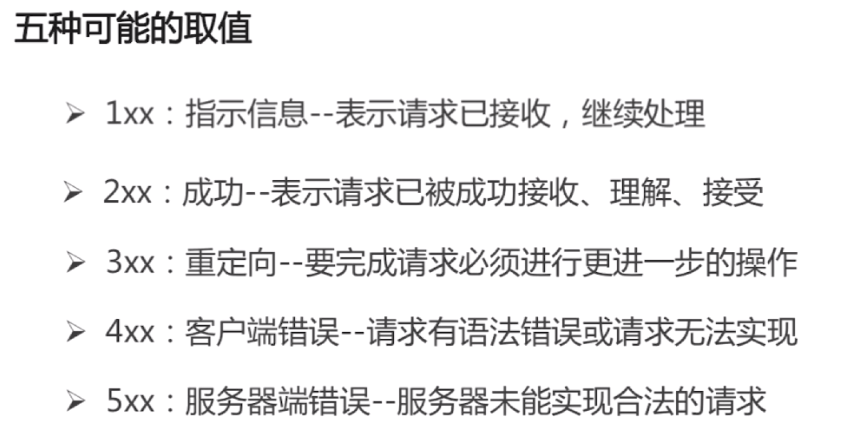 五种可能的取值
➢ 1xx：指示信息--表示请求已接收，继续处理
➢ 2xx：成功--表示请求已被成功接收、理解、接受
➢ 3xx：重定向--要完成请求必须进行更进一步的操作
➢ 4xx：客户端错误--请求有语法错误或请求无法实现
➢ 5xx：服务器端错误--服务器未能实现合法的请求